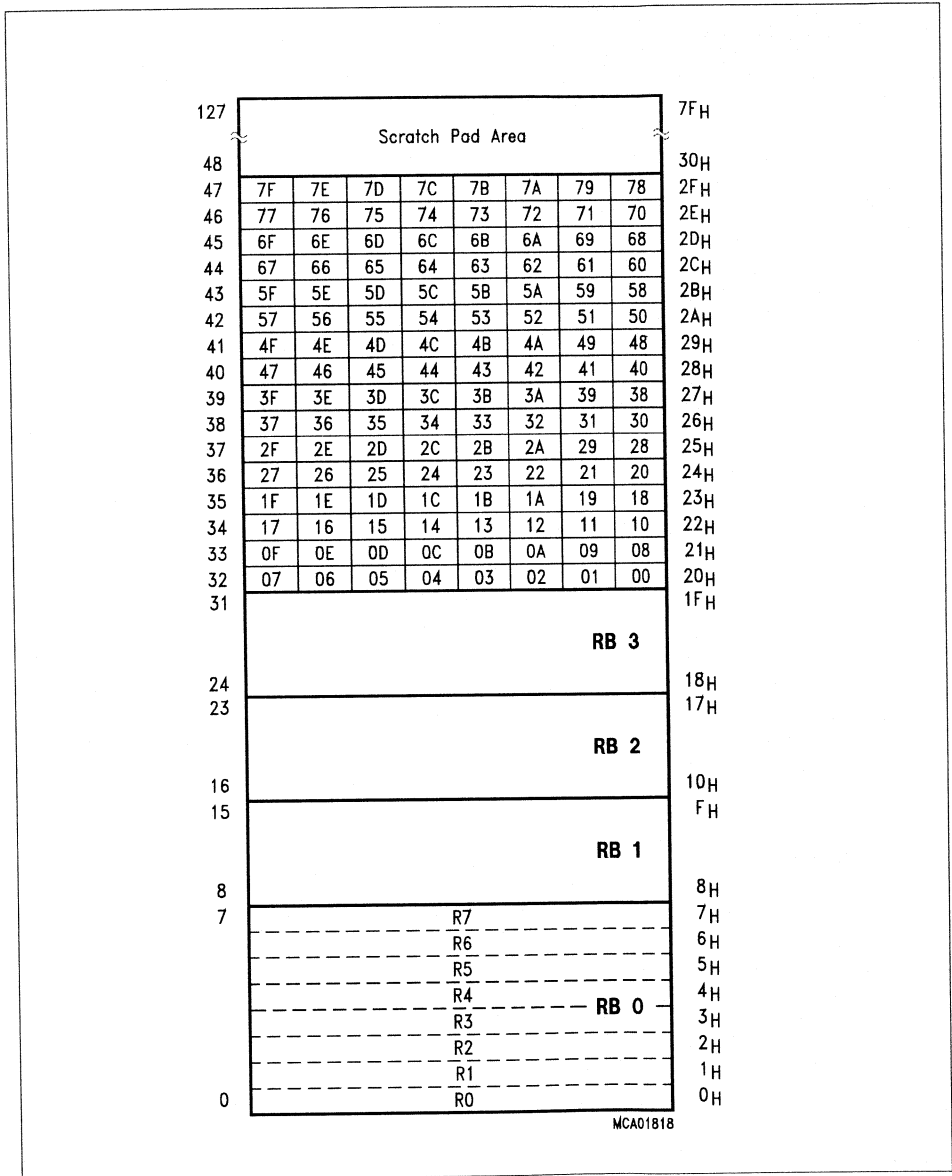 127 7FH
Scratch Pad Area
48 30H
47 7F 7E 7D 7C 7B 7A 79 78 2FH
46 77 76 75 74 73 72 71 70 2EH
45 6F 6E 6D 6C 6B 6A 69 68 2DH
44 67 66 65 64 63 62 61 60 2CH
43 5F 5E 5D 5C 5B 5A 59 58 2BH
42 57 56 55 54 53 52 51 50 2AH
41 4F 4E 4D 4C 4B 4A 49 48 29H
40 47 46 45 44 43 42 41 40 28H
39 3F 3E 3D 3C 3B 3A 39 38 27H
38 37 36 35 34 33 32 31 30 26H
37 2F 2E 2D 2C 2B 2A 29 28 25H
36 27 26 25 24 23 22 21 20 24H
35 1F 1E 1D 1C 1B 1A 19 18 23H
34 17 16 15 14 13 12 11 10 22H
33 0F 0E 0D 0C 0B 0A 09 08 21H
32 07 06 05 04 03 02 01 00 20H
31 1FH
RB 3
24 18H
23 17H
RB 2
16 10H
15 FH
RB 1
8 8H
7 R7 7H
R6 6H
R5 5H
R4 4H
RB 0
R3 3H
R2 2H
R1 1H
0 R0 0H
MCA01818